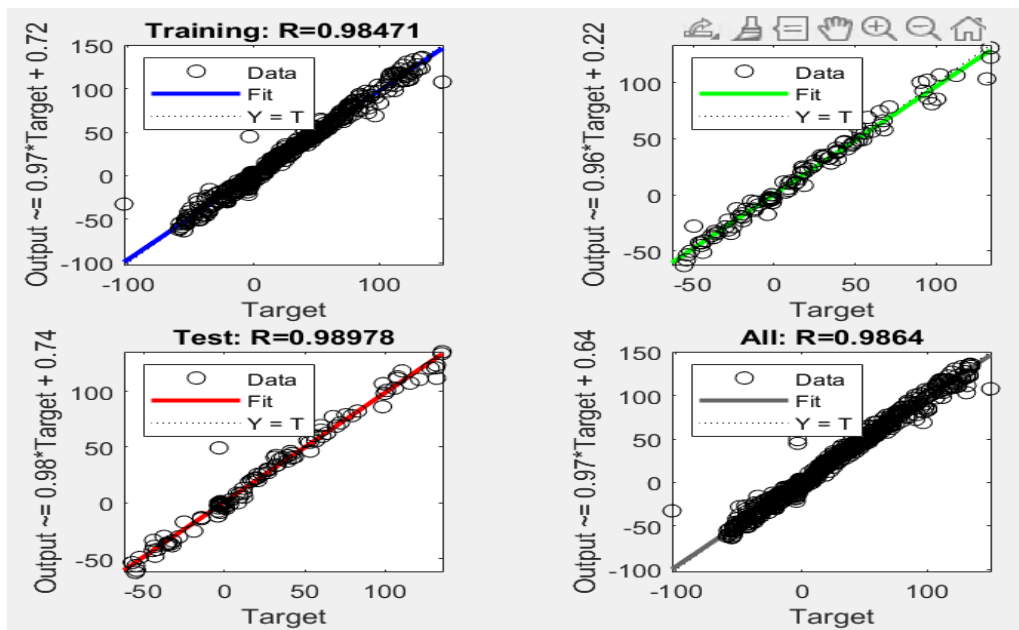 Training: R=0.98471
Output ~= 0.97*Target + 0.72
150
100
50
0
-50
-100
Data
Fit
Y = T
-100
0
100
Target
Output ~= 0.96*Target + 0.22
100
50
0
-50
Data
Fit
Y = T
-50
0
50
100
Target
Test: R=0.98978
Output ~= 0.98*Target + 0.74
100
50
0
-50
Data
Fit
Y = T
-50
0
50
100
Target
All: R=0.9864
Output ~= 0.97*Target + 0.64
150
100
50
0
-50
-100
Data
Fit
Y = T
-100
0
100
Target